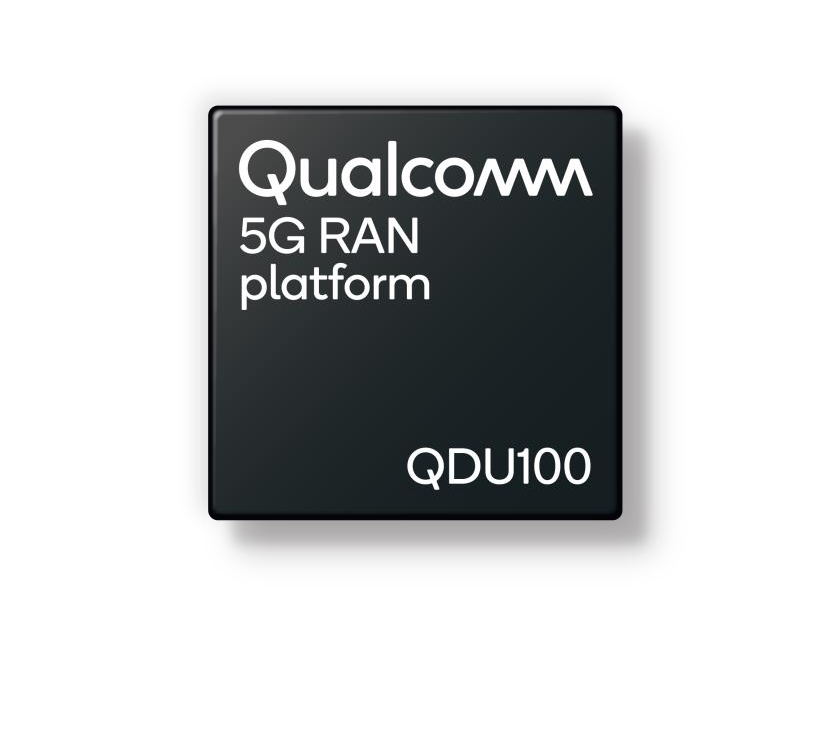 Qualcomm
5G RAN
platform
QDU100